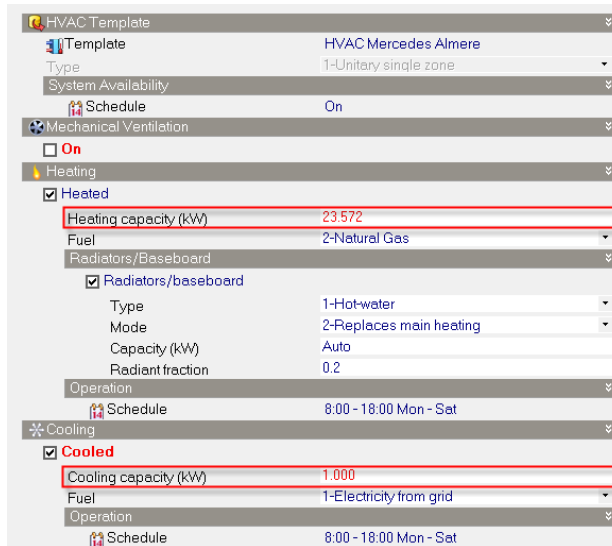 HVAC Template
Template HVAC Mercedes Almere
Type 1-Unitary single zone
System Availability
Schedule On
Mechanical Ventilation
On
Heating
Heated
Heating capacity (kW) 23.572
Fuel 2-Natural Gas
Radiators/Baseboard
Radiators/baseboard
Type 1-Hot-water
Mode 2-Replaces main heating
Capacity (kW) Auto
Radiant fraction 0.2
Operation
14 Schedule 8:00 - 18:00 Mon - Sat
Cooling
Cooled
Cooling capacity (kW) 1.000
Fuel 1-Electricity from grid
Operation
14 Schedule 8:00 - 18:00 Mon - Sat